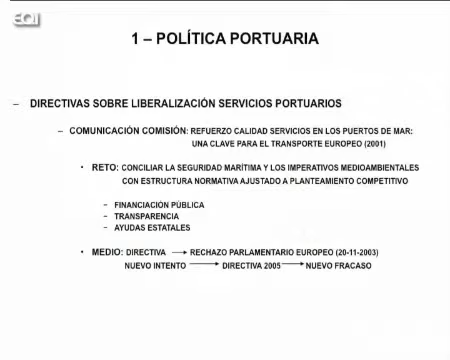 EOI
1 – POLÍTICA PORTUARIA
– DIRECTIVAS SOBRE LIBERALIZACIÓN SERVICIOS PORTUARIOS
– COMUNICACIÓN COMISIÓN: REFUERZO CALIDAD SERVICIOS EN LOS PUERTOS DE MAR:
UNA CLAVE PARA EL TRANSPORTE EUROPEO (2001)
• RETO: CONCILIAR LA SEGURIDAD MARÍTIMA Y LOS IMPERATIVOS MEDIOAMBIENTALES
CON ESTRUCTURA NORMATIVA AJUSTADO A PLANTEAMIENTO COMPETITIVO
– FINANCIACIÓN PÚBLICA
– TRANSPARENCIA
– AYUDAS ESTATALES
• MEDIO: DIRECTIVA → RECHAZO PARLAMENTARIO EUROPEO (20-11-2003)
NUEVO INTENTO → DIRECTIVA 2005 → NUEVO FRACASO